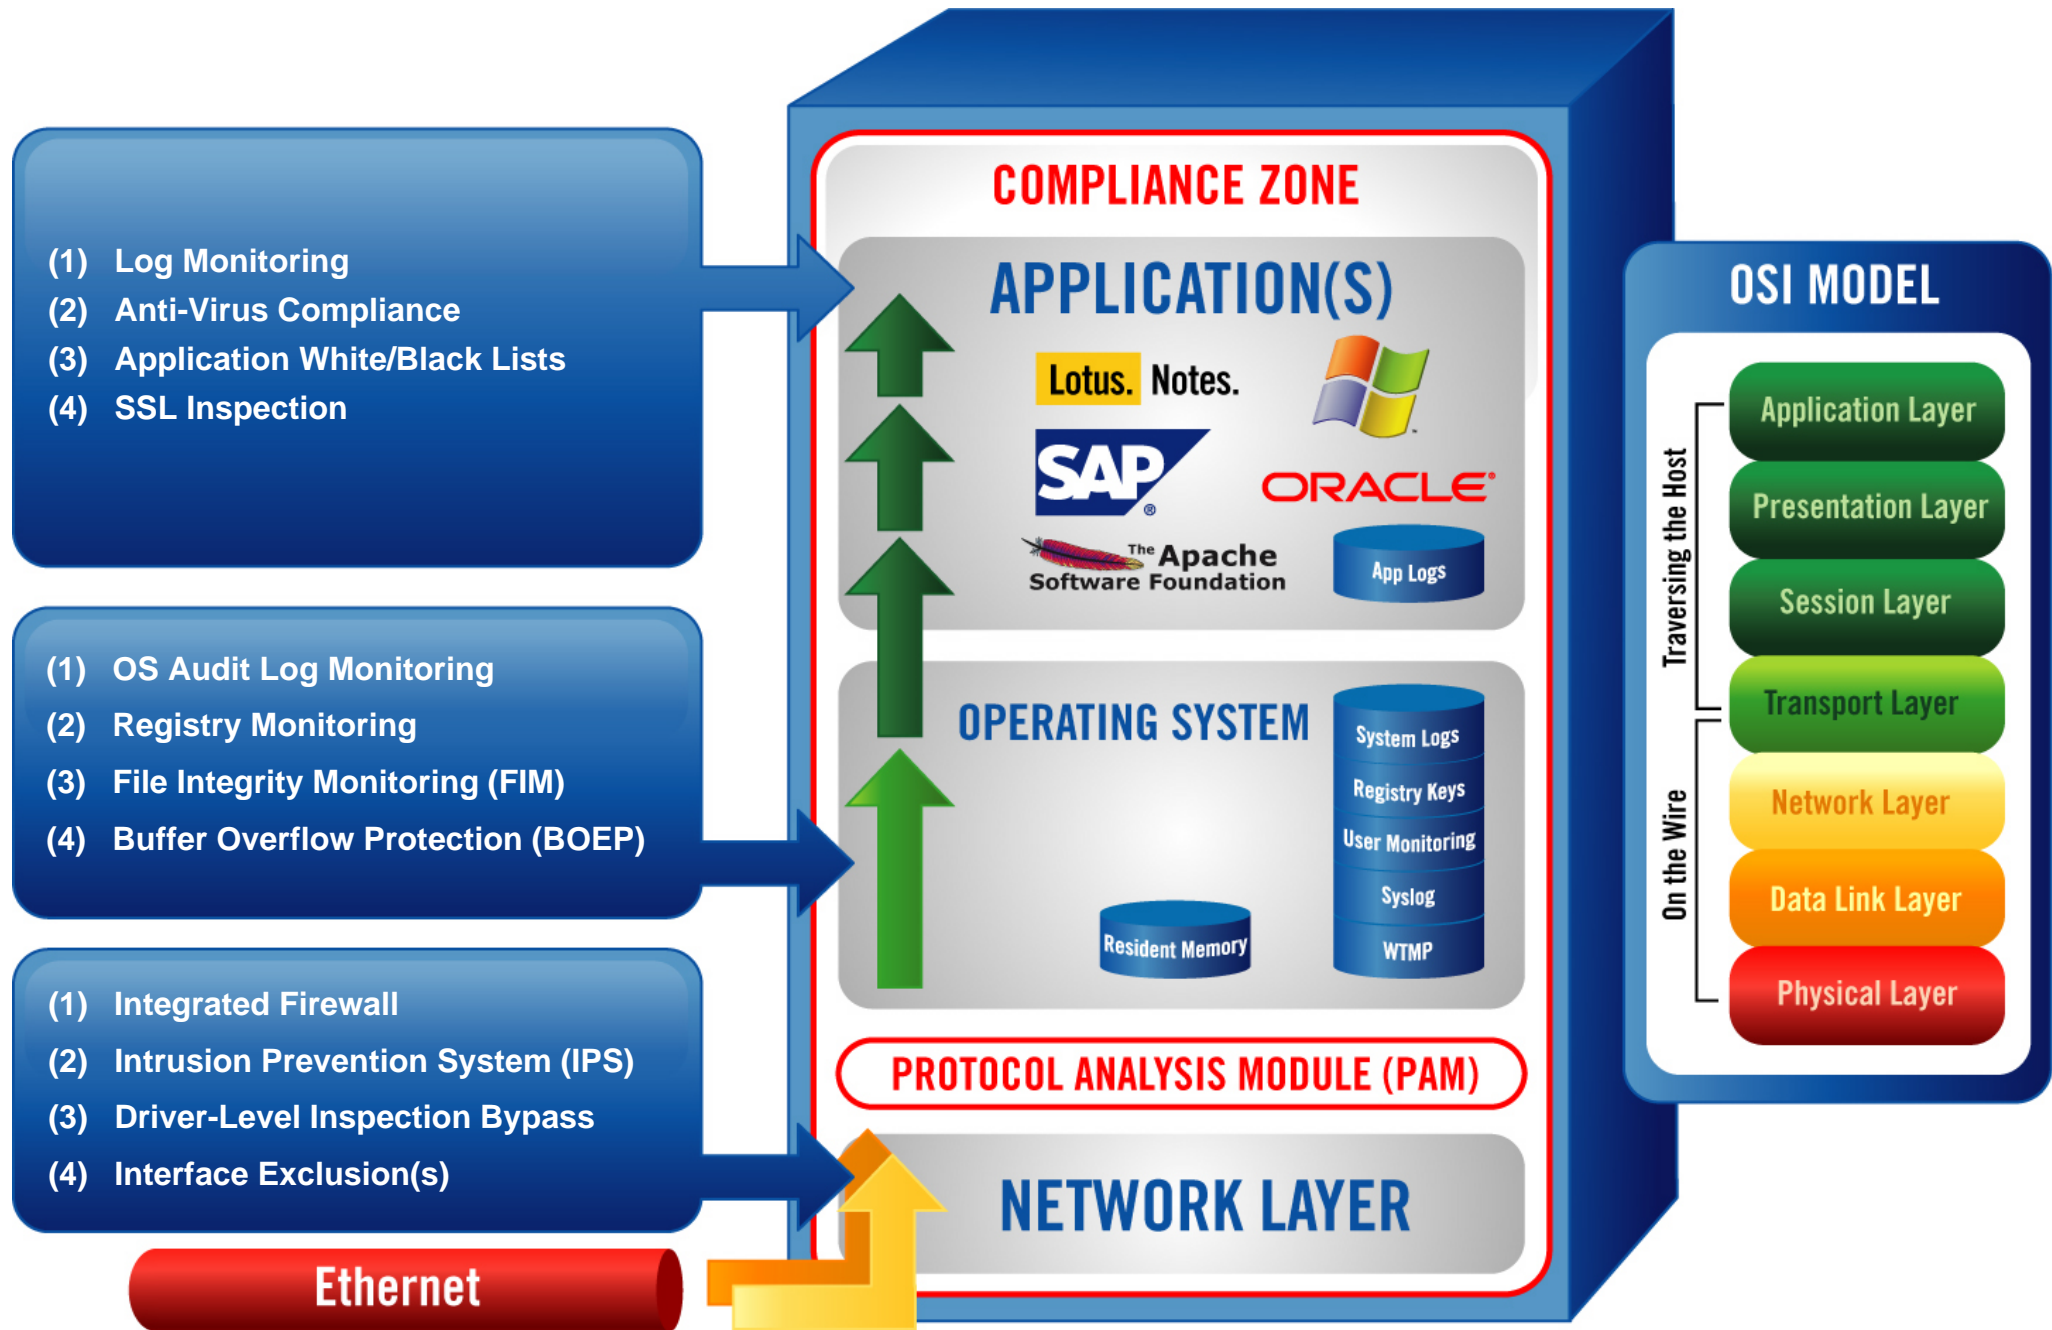 (1) Log Monitoring
(2) Anti-Virus Compliance
(3) Application White/Black Lists
(4) SSL Inspection
(1) OS Audit Log Monitoring
(2) Registry Monitoring
(3) File Integrity Monitoring (FIM)
(4) Buffer Overflow Protection (BOEP)
(1) Integrated Firewall
(2) Intrusion Prevention System (IPS)
(3) Driver-Level Inspection Bypass
(4) Interface Exclusion(s)
Ethernet
COMPLIANCE ZONE
APPLICATION(S)
Lotus. Notes.
SAP®
ORACLE®
The Apache
Software Foundation
App Logs
OPERATING SYSTEM
System Logs
Registry Keys
User Monitoring
Syslog
WTMP
Resident Memory
PROTOCOL ANALYSIS MODULE (PAM)
NETWORK LAYER
OSI MODEL
Traversing the Host
On the Wire
Application Layer
Presentation Layer
Session Layer
Transport Layer
Network Layer
Data Link Layer
Physical Layer